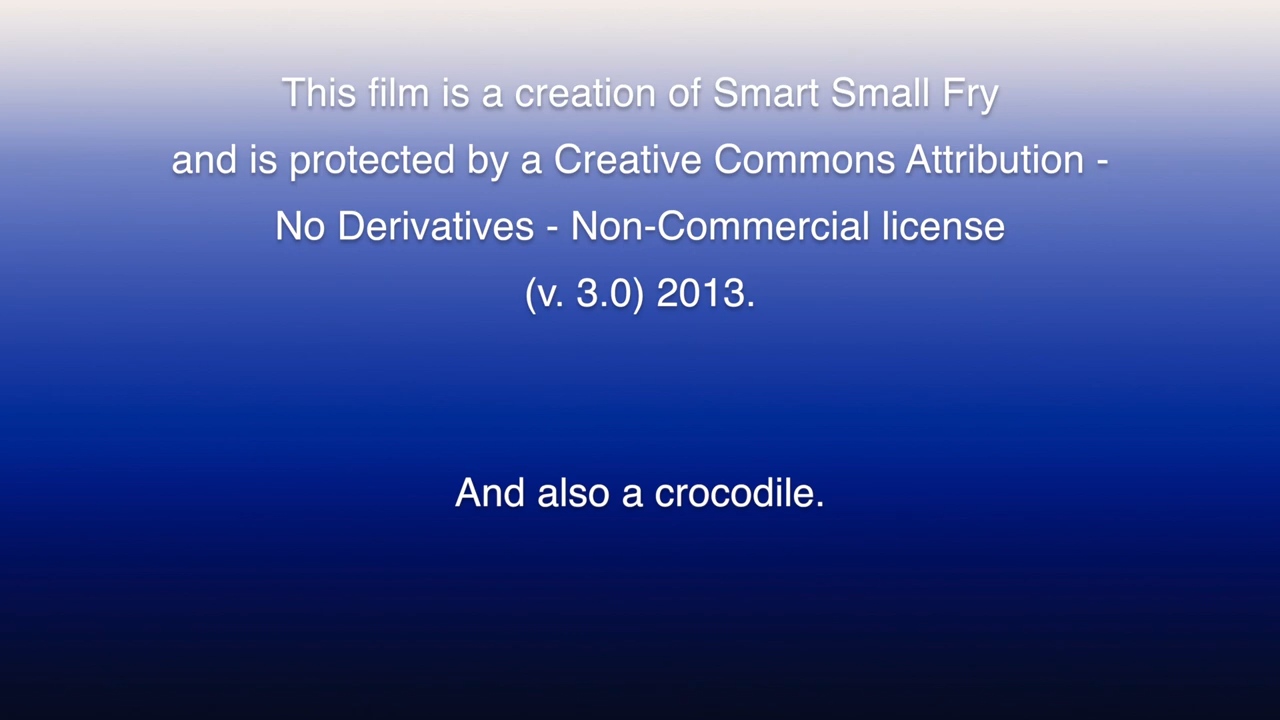 This film is a creation of Smart Small Fry
and is protected by a Creative Commons Attribution -
No Derivatives - Non-Commercial license
(v. 3.0) 2013.
And also a crocodile.